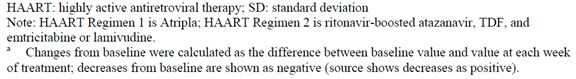 HAART: highly active antiretroviral therapy; SD: standard deviation
Note: HAART Regimen 1 is Atripla; HAART Regimen 2 is ritonavir-boosted atazanavir, TDF, and
emtricitabine or lamivudine.
a Changes from baseline were calculated as the difference between baseline value and value at each week
of treatment; decreases from baseline are shown as negative (source shows decreases as positive).